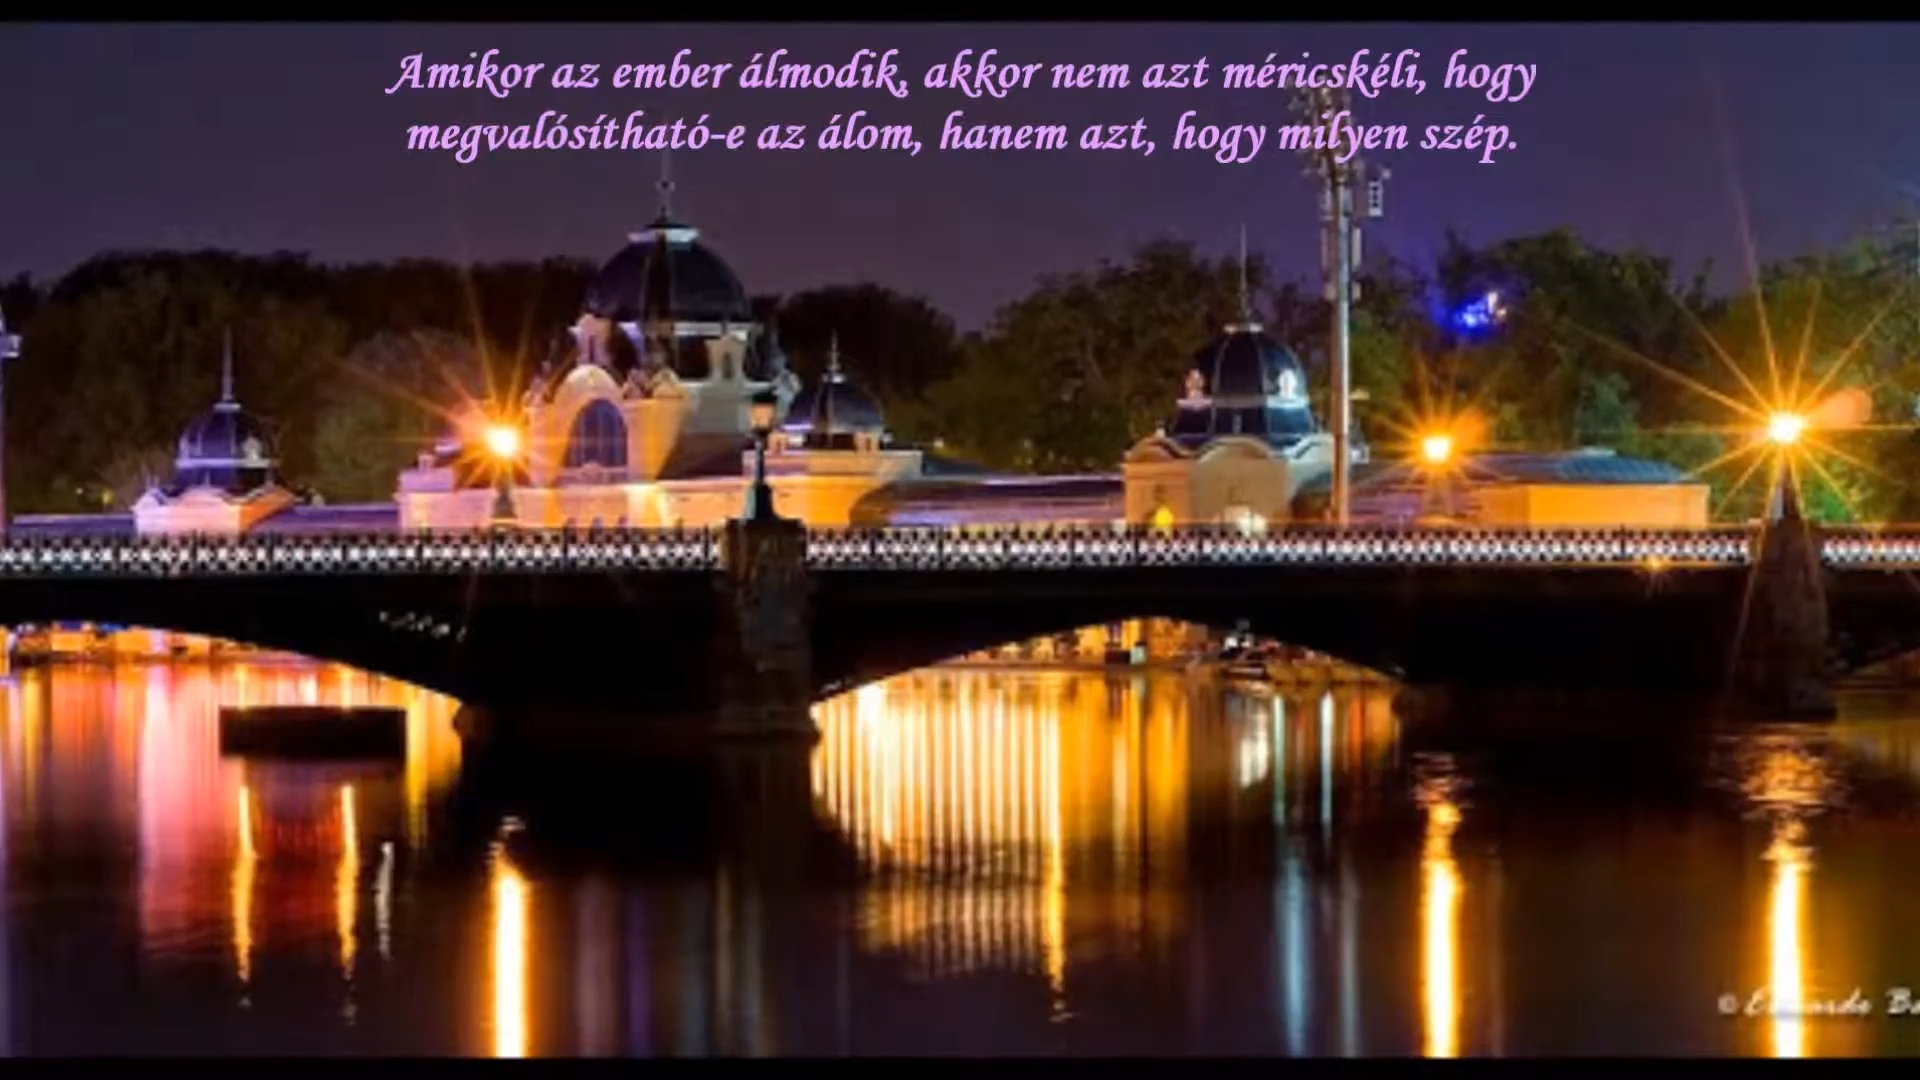 Amikor az ember álmodik, akkor nem azt méricskéli, hogy
megvalósítható-e az álom, hanem azt, hogy milyen szép.
©